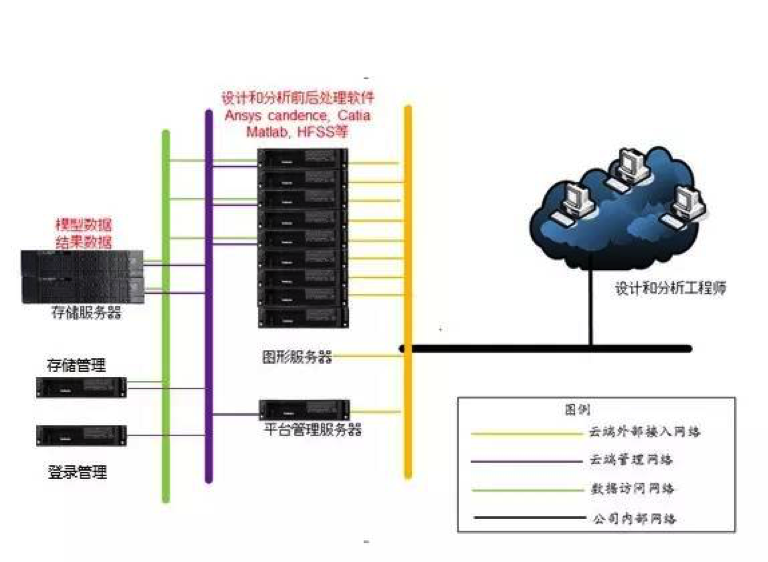 设计和分析前后处理软件
Ansys candence, Catia
Matlab, HFSS等
模型数据
结果数据
存储服务器
设计和分析工程师
图形服务器
存储管理
平台管理服务器
登录管理
图例
云端外部接入网络
云端管理网络
数据访问网络
公司内部网络